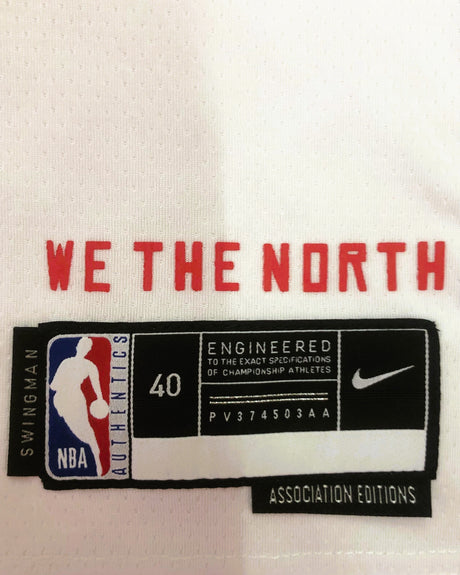 WE THE NORTH
SWINGMAN
NBA
AUTHENTICS
40
ENGINEERED
TO THE EXACT SPECIFICATIONS
OF CHAMPIONSHIP ATHLETES
PV374503AA
ASSOCIATION EDITIONS